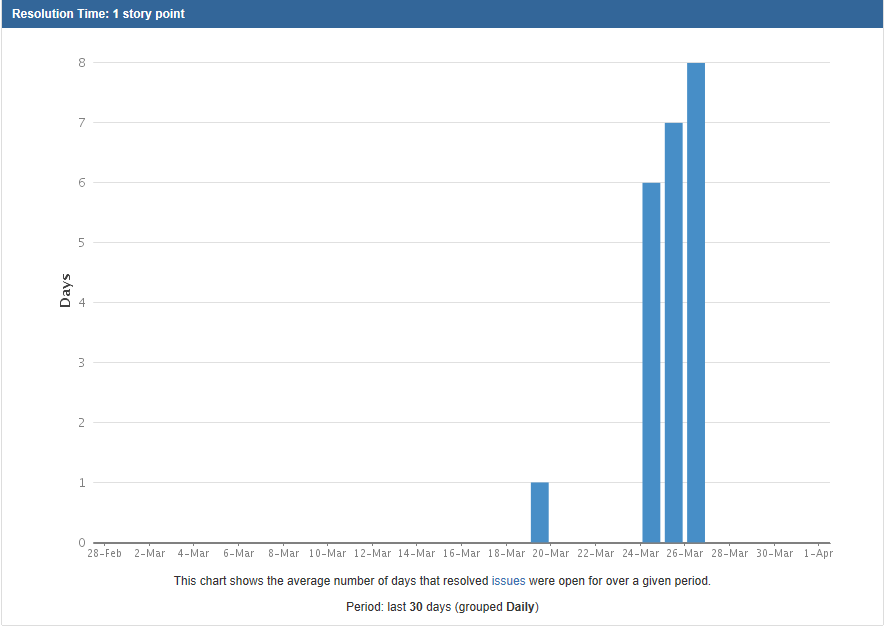 Resolution Time: 1 story point
8
7
6
5
4
3
2
1
0
Days
28-Feb 2-Mar 4-Mar 6-Mar 8-Mar 10-Mar 12-Mar 14-Mar 16-Mar 18-Mar 20-Mar 22-Mar 24-Mar 26-Mar 28-Mar 30-Mar 1-Apr
This chart shows the average number of days that resolved issues were open for over a given period.
Period: last 30 days (grouped Daily)